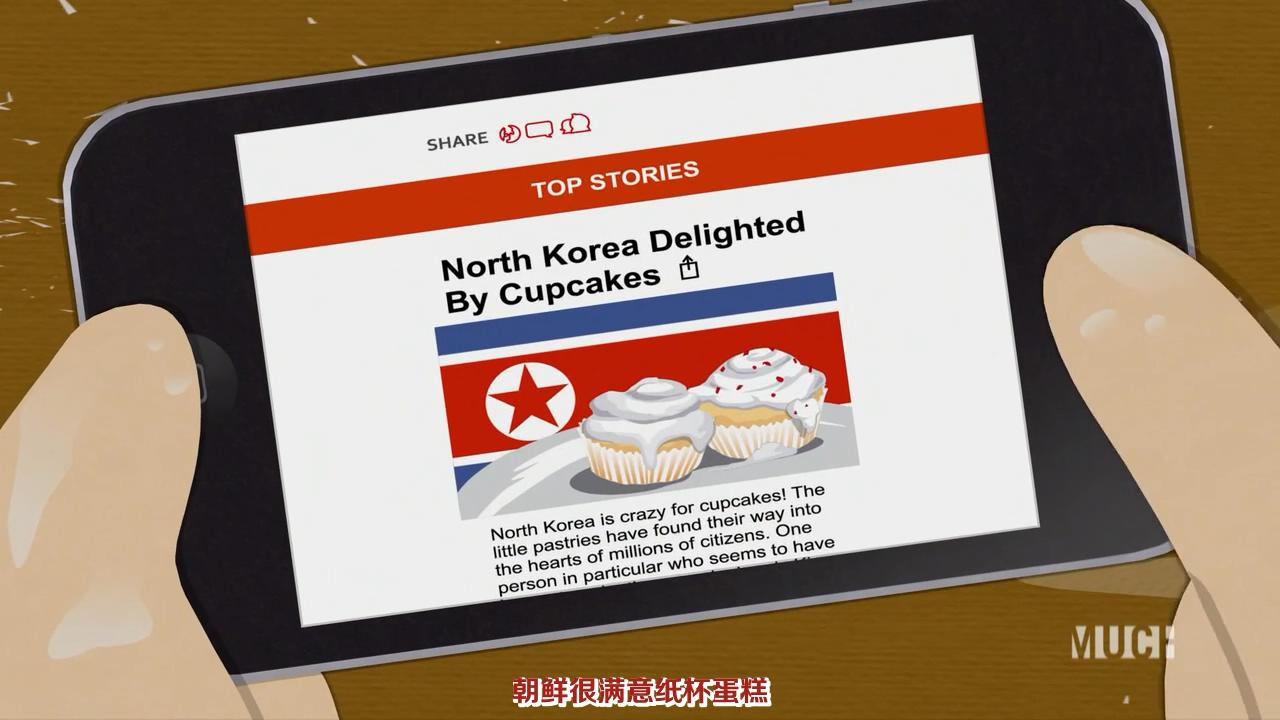 SHARE
TOP STORIES
North Korea Delighted
By Cupcakes
North Korea is crazy for cupcakes! The
little pastries have found their way into
the hearts of millions of citizens. One
person in particular who seems to have
MUCH
朝鲜很满意纸杯蛋糕